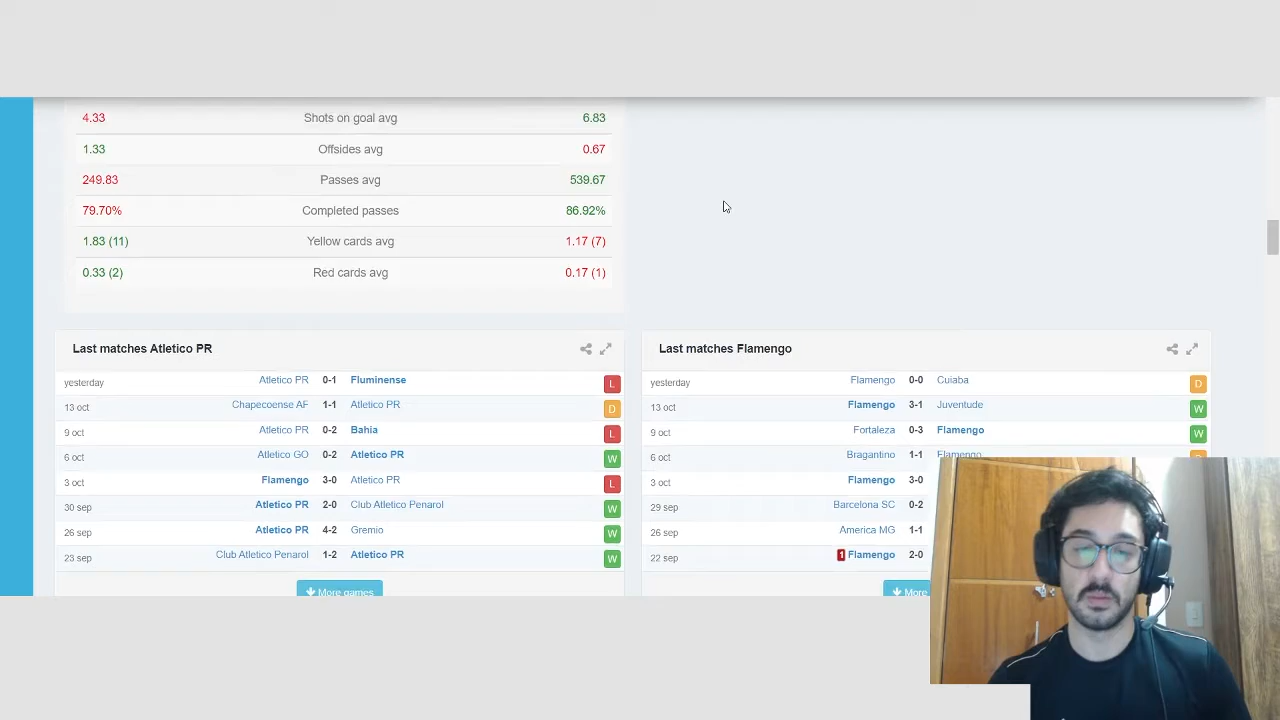 4.33 Shots on goal avg 6.83
1.33 Offsides avg 0.67
249.83 Passes avg 539.67
79.70% Completed passes 86.92%
1.83 (11) Yellow cards avg 1.17 (7)
0.33 (2) Red cards avg 0.17 (1)
Last matches Atletico PR
yesterday Atletico PR 0-1 Fluminense L
13 oct Chapecoense AF 1-1 Atletico PR D
9 oct Atletico PR 0-2 Bahia L
6 oct Atletico GO 0-2 Atletico PR W
3 oct Flamengo 3-0 Atletico PR L
30 sep Atletico PR 2-0 Club Atletico Penarol W
26 sep Atletico PR 4-2 Gremio W
23 sep Club Atletico Penarol 1-2 Atletico PR W
More games
Last matches Flamengo
yesterday Flamengo 0-0 Cuiaba D
13 oct Flamengo 3-1 Juventude W
9 oct Fortaleza 0-3 Flamengo W
6 oct Bragantino 1-1 Flamengo
3 oct Flamengo 3-0
29 sep Barcelona SC 0-2
26 sep America MG 1-1
22 sep 1 Flamengo 2-0
More